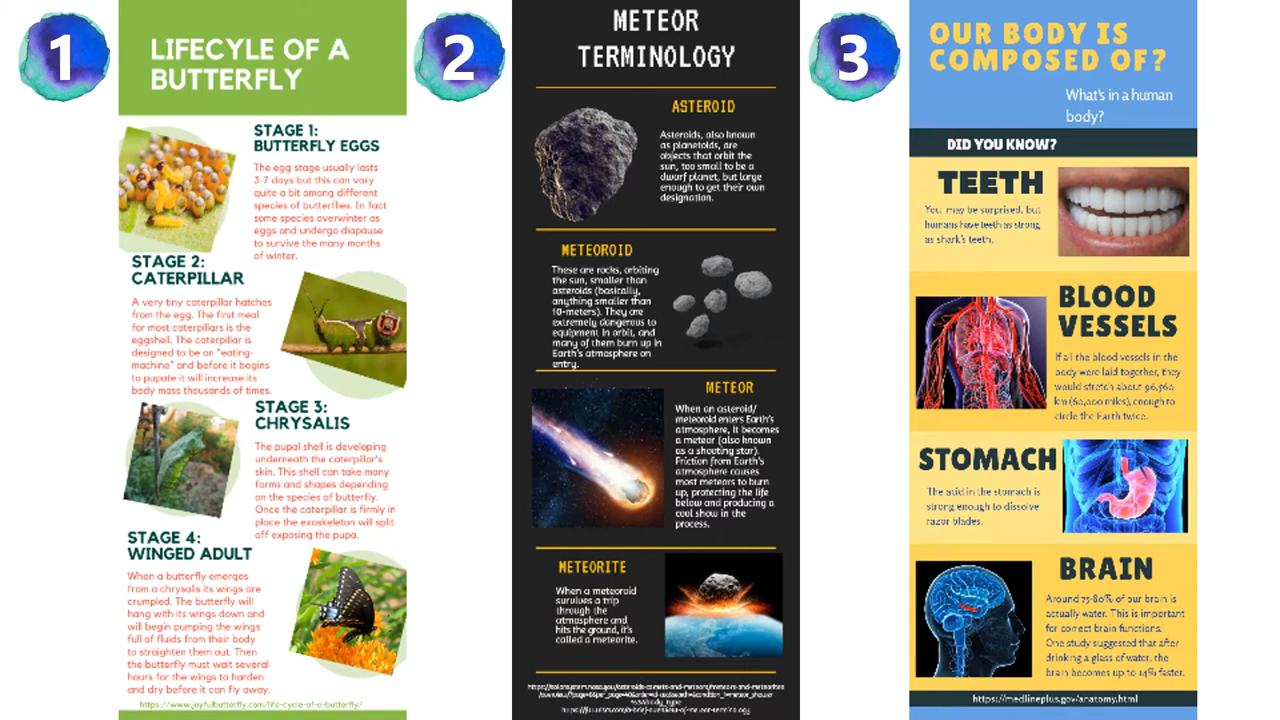 1
LIFECYLE OF A
BUTTERFLY
STAGE 1:
BUTTERFLY EGGS
The egg stage usually lasts
3-7 days but this can vary
quite a bit among different
species of butterflies. In fact
some species overwinter as
eggs and undergo diapause
to survive the many months
of winter.
STAGE 2:
CATERPILLAR
A very tiny caterpillar hatches
from the egg. The first meal
for most caterpillars is the
eggshell. The caterpillar is
designed to be an "eating-
machine" and before it begins
to pupate it will increase its
body mass thousands of times.
STAGE 3:
CHRYSALIS
The pupal shell is developing
underneath the caterpillar's
skin. This shell can take many
forms and shapes depending
on the species of butterfly.
Once the caterpillar is firmly in
place the exoskeleton will split
off exposing the pupa.
STAGE 4:
WINGED ADULT
When a butterfly emerges
from a chrysalis its wings are
crumpled. The butterfly will
hang with its wings down and
will begin pumping the wings
full of fluids from their body
to straighten them out. Then
the butterfly must wait several
hours for the wings to harden
and dry before it can fly away.
https://www.joyfulbutterfly.com/life-cycle-of-a-butterfly/
2
METEOR
TERMINOLOGY
ASTEROID
Asteroids, also known
as planetoids, are
objects that orbit the
sun, too small to be a
dwarf planet, but large
enough to get their own
designation.
METEOROID
These are rocks, orbiting
the sun, smaller than
asteroids (basically,
anything smaller than
10-meters). They are
extremely dangerous to
equipment in orbit, and
many of them burn up in
Earth's atmosphere on
entry.
METEOR
When an asteroid/
meteoroid enters Earth's
atmosphere, it becomes
a meteor (also known
as a shooting star).
Friction from Earth's
atmosphere causes
most meteors to burn
up, protecting the life
below and producing a
cool show in the
process.
METEORITE
When a meteoroid
survives a trip
through the
atmosphere and
hits the ground, it's
called a meteorite.
3
OUR BODY IS
COMPOSED OF?
What's in a human
body?
DID YOU KNOW?
TEETH
You may be surprised, but
humans have teeth as strong
as shark's teeth.
BLOOD
VESSELS
If all the blood vessels in the
body were laid together, they
would stretch about 96,560
km (60,000 miles), enough to
circle the Earth twice.
STOMACH
The acid in the stomach is
strong enough to dissolve
razor blades.
BRAIN
Around 75-80% of our brain is
actually water. This is important
for correct brain functions.
One study suggested that after
drinking a glass of water, the
brain becomes up to 14% faster.
https://medlineplus.gov/anatomy.html